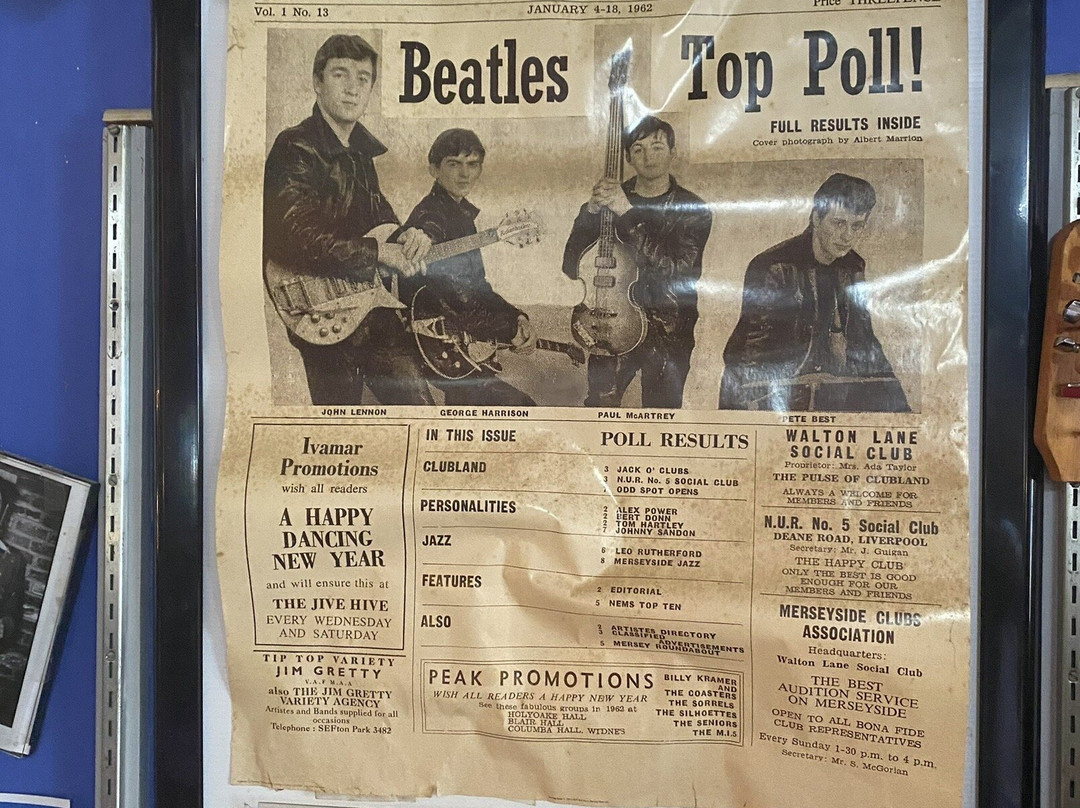 Vol. 1 No. 13
JANUARY 4-18, 1962
Price THREEPENCE
Beatles Top Poll!
FULL RESULTS INSIDE
Cover photograph by Albert Marrion
JOHN LENNON
GEORGE HARRISON
PAUL McARTREY
PETE BEST
Ivamar
Promotions
wish all readers
A HAPPY
DANCING
NEW YEAR
and will ensure this at
THE JIVE HIVE
EVERY WEDNESDAY
AND SATURDAY
TIP TOP VARIETY
JIM GRETTY
V.A.F. M.A.A.
also THE JIM GRETTY
VARIETY AGENCY
Artistes and Bands supplied for all
occasions
Telephone : SEFton Park 3482
IN THIS ISSUE
POLL RESULTS
CLUBLAND
3 JACK O' CLUBS
3 N.U.R. No. 5 SOCIAL CLUB
ODD SPOT OPENS
PERSONALITIES
2 ALEX POWER
2 BERT DONN
2 TOM HARTLEY
7 JOHNNY SANDON
JAZZ
6 LEO RUTHERFORD
8 MERSEYSIDE JAZZ
FEATURES
2 EDITORIAL
5 NEMS TOP TEN
ALSO
2 ARTISTES DIRECTORY
3 CLASSIFIED ADVERTISEMENTS
5 MERSEY ROUNDABOUT
PEAK PROMOTIONS
WISH ALL READERS A HAPPY NEW YEAR
See these fabulous groups in 1962 at
HOLYOAKE HALL
BLAIR HALL
COLUMBA HALL, WIDNES
BILLY KRAMER
AND
THE COASTERS
THE SORRELS
THE SILHOETTES
THE SENIORS
THE M.I.5
WALTON LANE
SOCIAL CLUB
Proprietor: Mrs. Ada Taylor
THE PULSE OF CLUBLAND
ALWAYS A WELCOME FOR
MEMBERS AND FRIENDS
N.U.R. No. 5 Social Club
DEANE ROAD, LIVERPOOL
Secretary: Mr. J. Guigan
THE HAPPY CLUB
ONLY THE BEST IS GOOD
ENOUGH FOR OUR
MEMBERS AND FRIENDS
MERSEYSIDE CLUBS
ASSOCIATION
Headquarters:
Walton Lane Social Club
THE BEST
AUDITION SERVICE
ON MERSEYSIDE
OPEN TO ALL BONA FIDE
CLUB REPRESENTATIVES
Every Sunday 1-30 p.m. to 4 p.m.
Secretary: Mr. S. McGorian